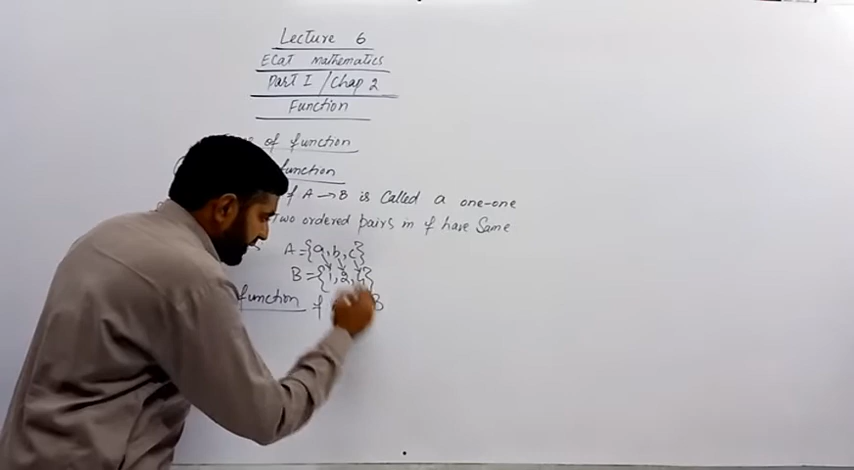 Lecture 6
ECat mathematics
Part I / Chap 2
Function
of function
function
f A → B is Called a one-one
Two ordered pairs in f have Same
A = {a, b, c}
B = {1, 2,
function f B